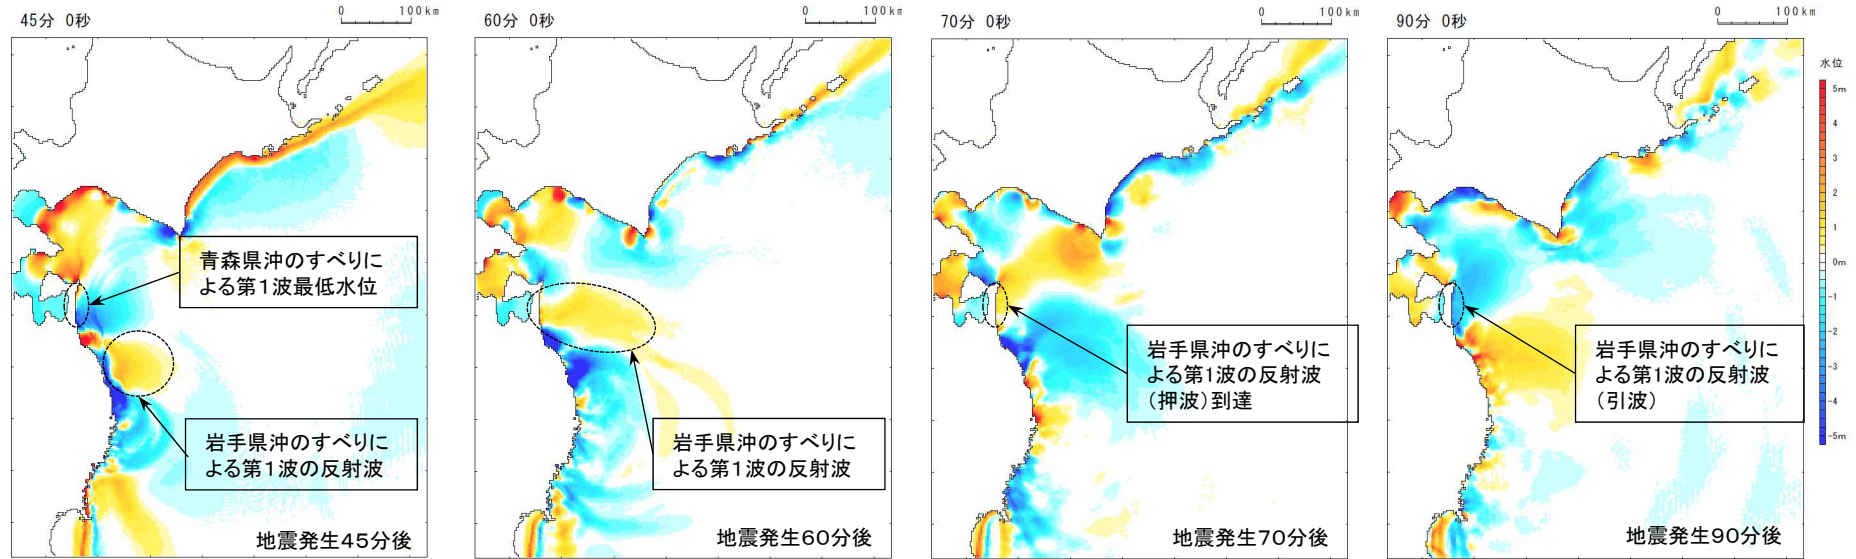 45分 0秒
0 100km
青森県沖のすべりに
よる第1波最低水位
岩手県沖のすべりに
よる第1波の反射波
地震発生45分後
60分 0秒
0 100km
岩手県沖のすべりに
よる第1波の反射波
地震発生60分後
70分 0秒
0 100km
岩手県沖のすべりに
よる第1波の反射波
(押波)到達
地震発生70分後
90分 0秒
0 100km
岩手県沖のすべりに
よる第1波の反射波
(引波)
地震発生90分後
水位
5m
4
3
2
1
0m
-1
-2
-3
-4
-5m